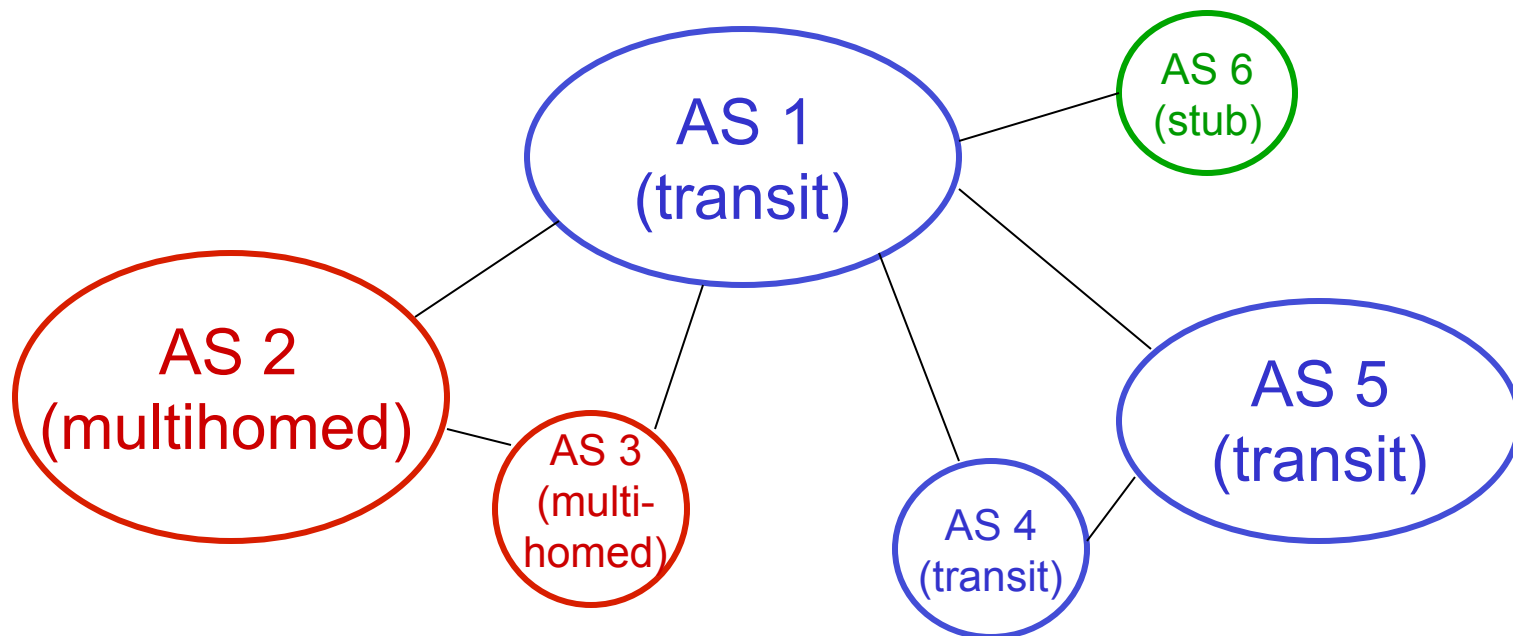 AS 1
(transit)
AS 6
(stub)
AS 2
(multihomed)
AS 3
(multi-
homed)
AS 4
(transit)
AS 5
(transit)